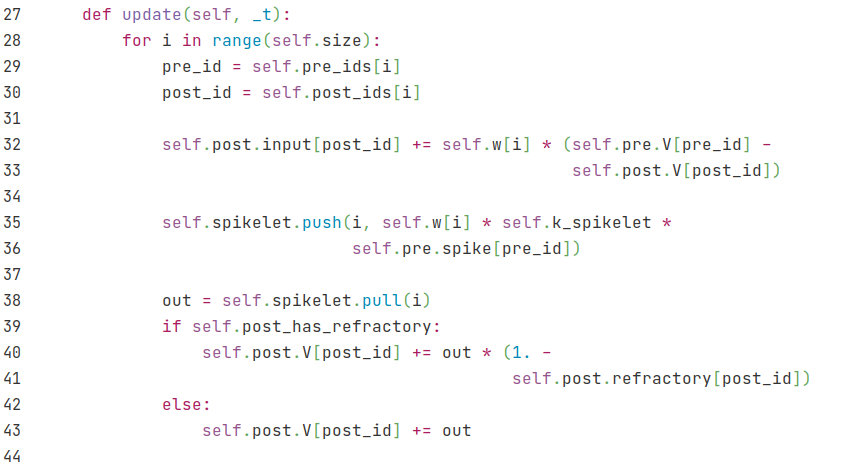 27      def update(self, _t):
28          for i in range(self.size):
29              pre_id = self.pre_ids[i]
30              post_id = self.post_ids[i]
31
32              self.post.input[post_id] += self.w[i] * (self.pre.V[pre_id] -
33                                                       self.post.V[post_id])
34
35              self.spikelet.push(i, self.w[i] * self.k_spikelet *
36                                 self.pre.spike[pre_id])
37
38              out = self.spikelet.pull(i)
39              if self.post_has_refractory:
40                  self.post.V[post_id] += out * (1. -
41                                                 self.post.refractory[post_id])
42              else:
43                  self.post.V[post_id] += out
44